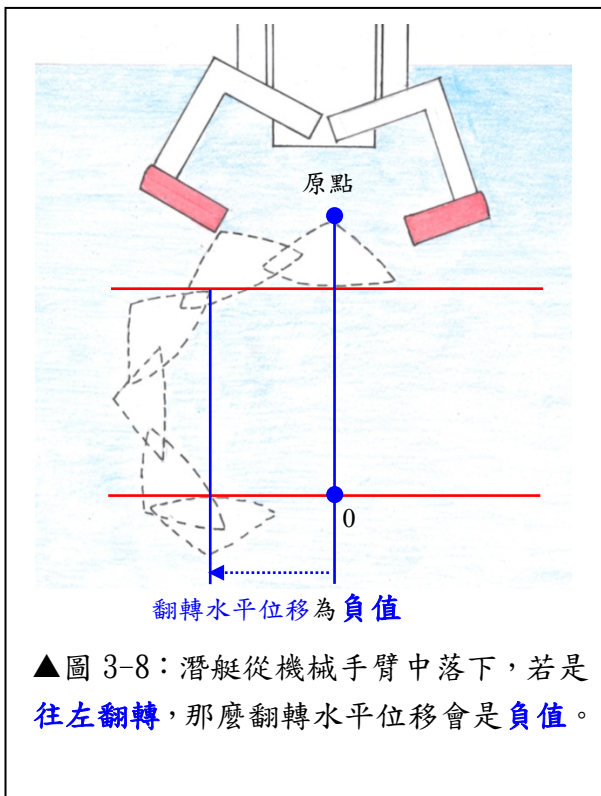 原點
0
翻轉水平位移為負值
▲圖 3-8：潛艇從機械手臂中落下，若是
往左翻轉，那麼翻轉水平位移會是負值。